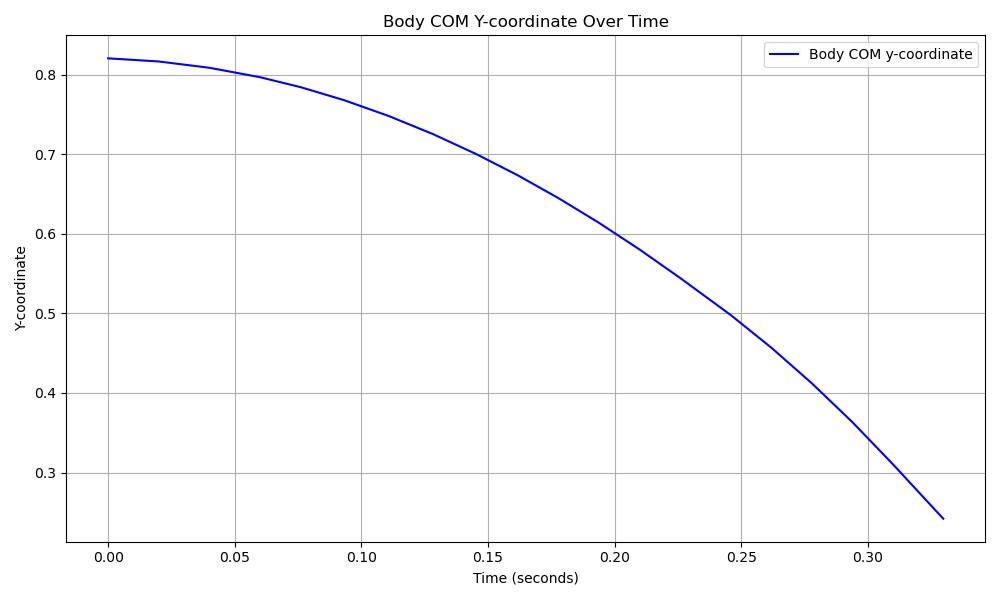 Body COM Y-coordinate Over Time
Body COM y-coordinate
Y-coordinate
0.8
0.7
0.6
0.5
0.4
0.3
0.00 0.05 0.10 0.15 0.20 0.25 0.30
Time (seconds)